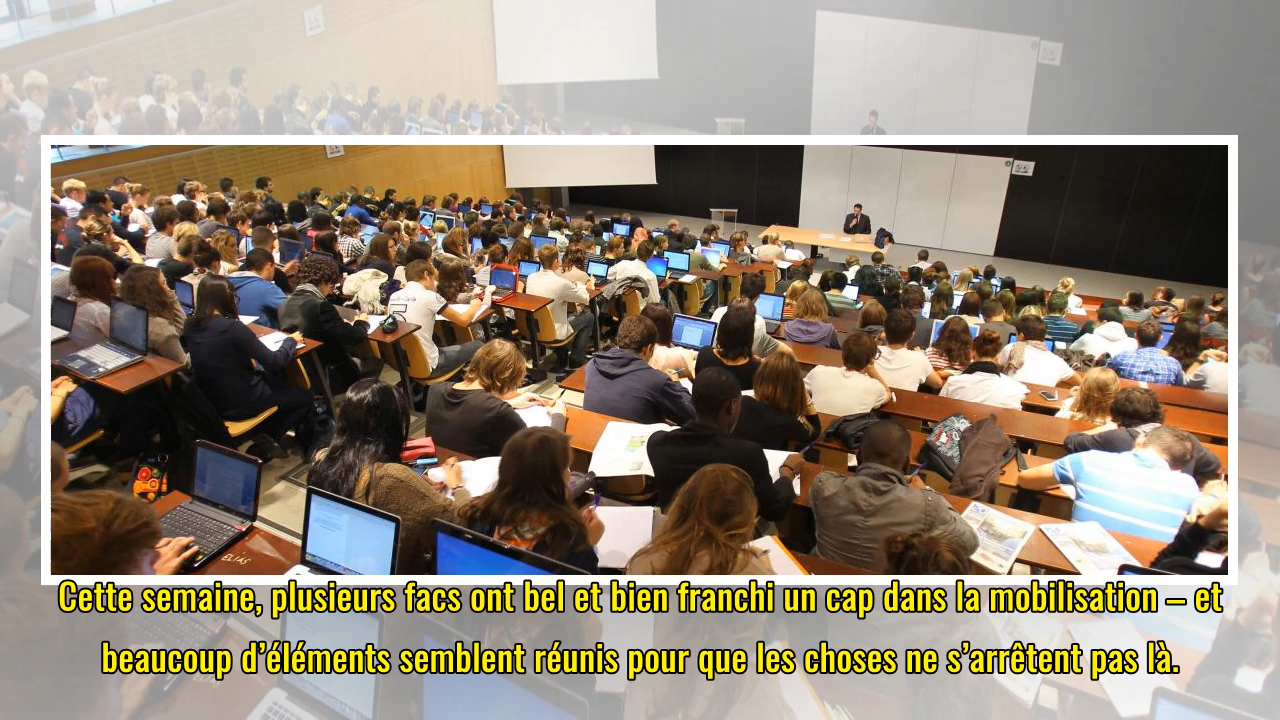 Cette semaine, plusieurs facs ont bel et bien franchi un cap dans la mobilisation – et
beaucoup d’éléments semblent réunis pour que les choses ne s’arrêtent pas là.
ELIAS